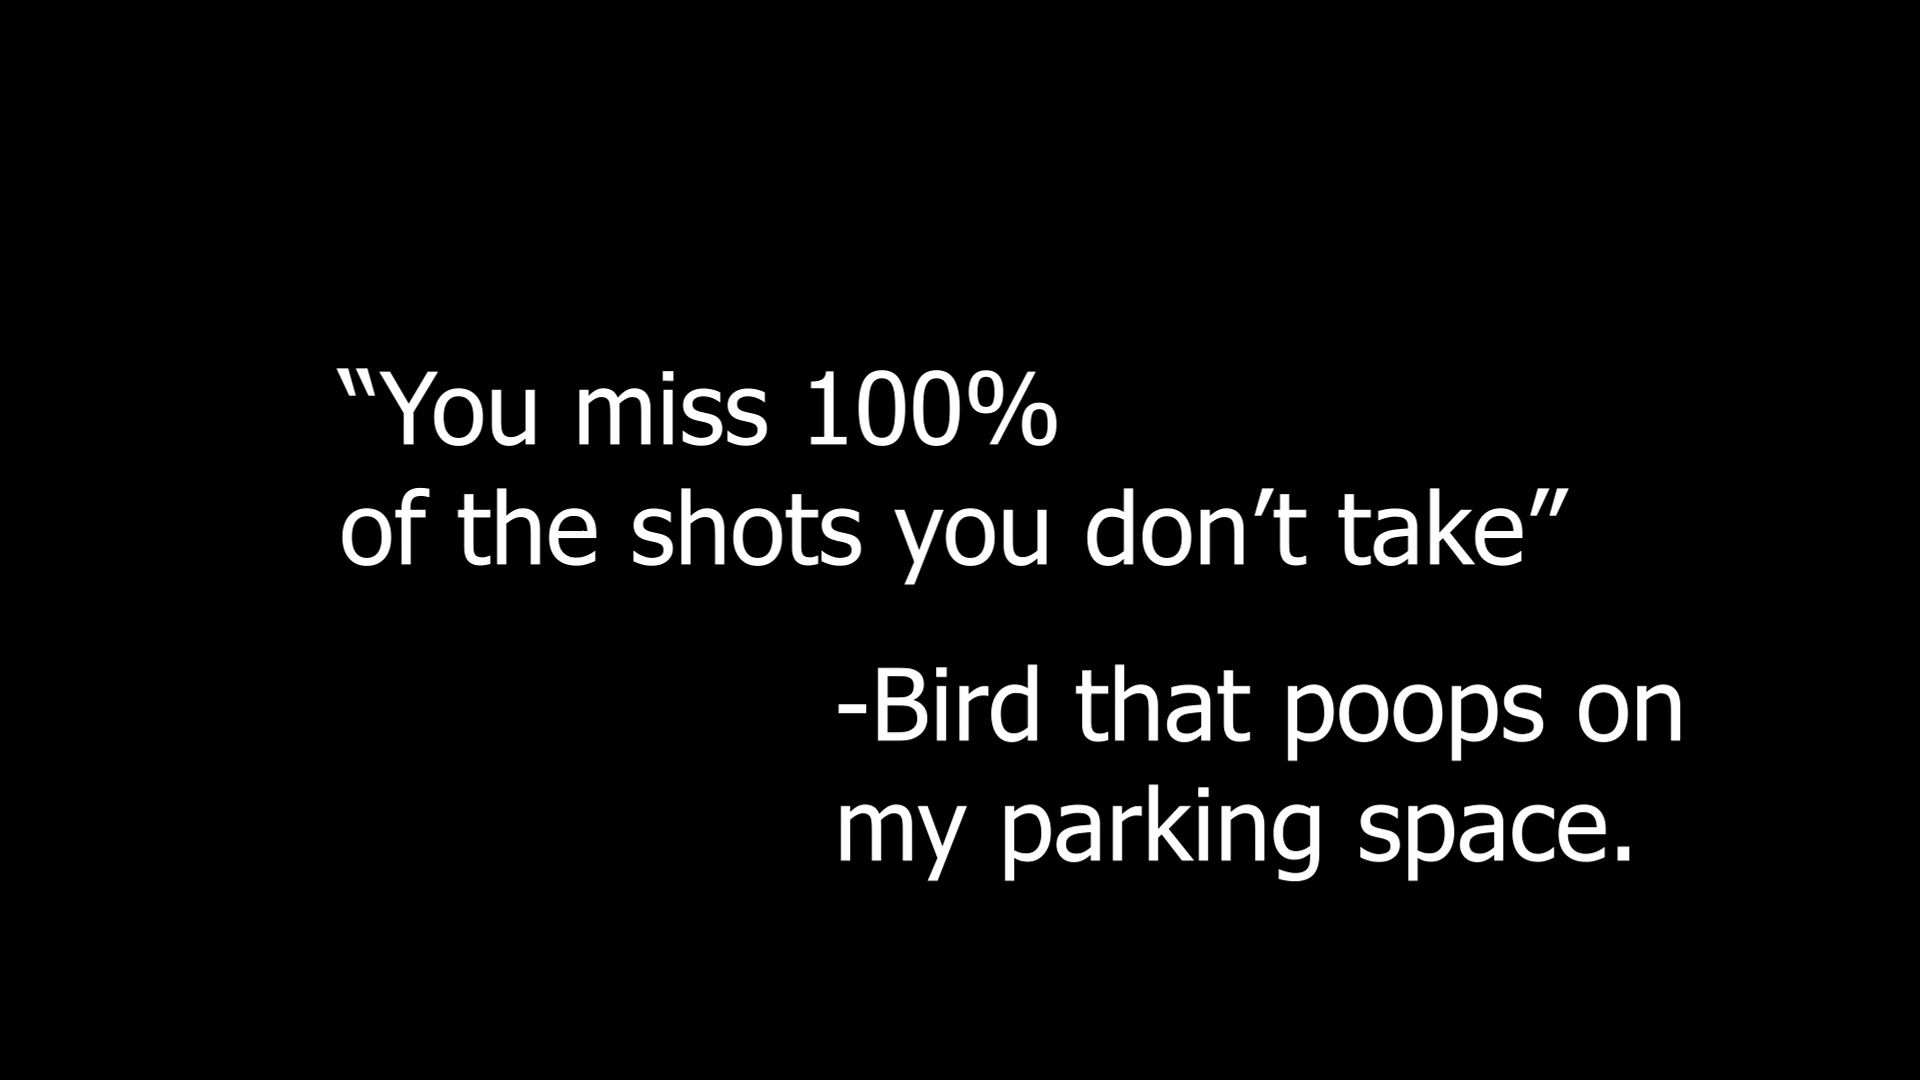 “You miss 100%
of the shots you don’t take”
-Bird that poops on
my parking space.